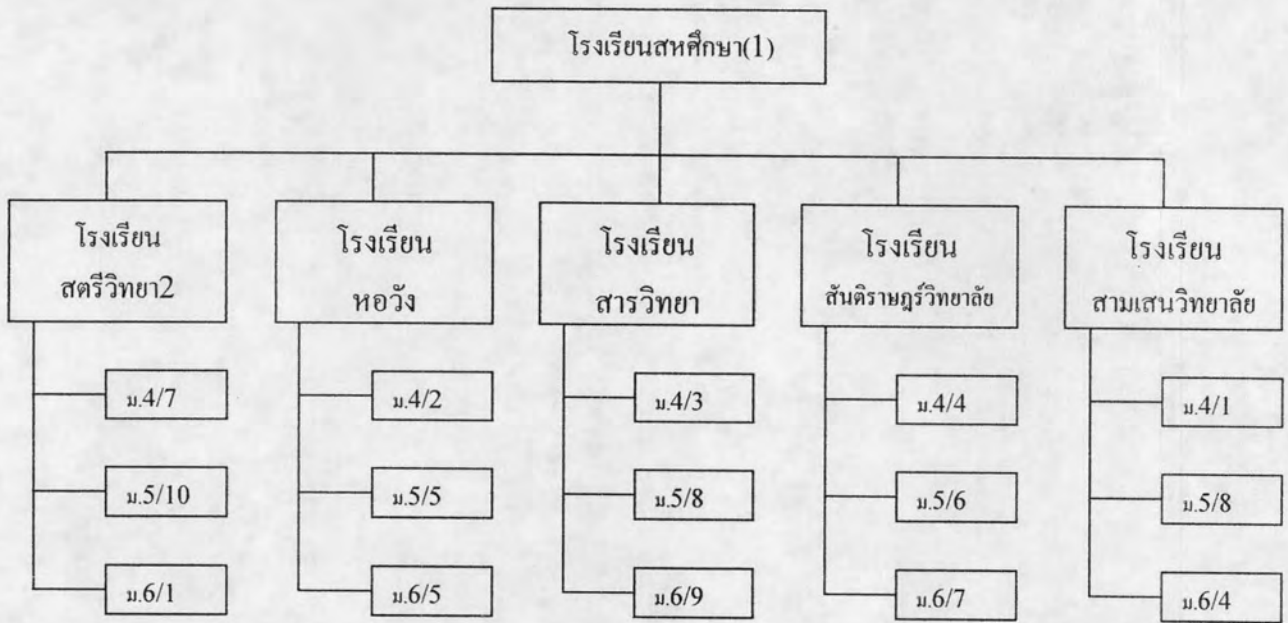 โรงเรียนสหศึกษา(1)
โรงเรียน
สตรีวิทยา2
โรงเรียน
หอวัง
โรงเรียน
สารวิทยา
โรงเรียน
สันติราษฎร์วิทยาลัย
โรงเรียน
สามเสนวิทยาลัย
ม.4/7
ม.4/2
ม.4/3
ม.4/4
ม.4/1
ม.5/10
ม.5/5
ม.5/8
ม.5/6
ม.5/8
ม.6/1
ม.6/5
ม.6/9
ม.6/7
ม.6/4